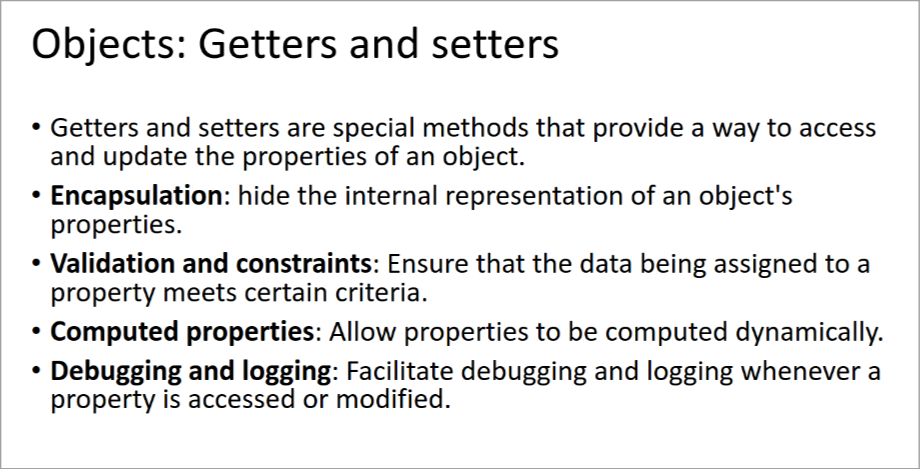 Objects: Getters and setters
• Getters and setters are special methods that provide a way to access
and update the properties of an object.
• Encapsulation: hide the internal representation of an object's
properties.
• Validation and constraints: Ensure that the data being assigned to a
property meets certain criteria.
• Computed properties: Allow properties to be computed dynamically.
• Debugging and logging: Facilitate debugging and logging whenever a
property is accessed or modified.